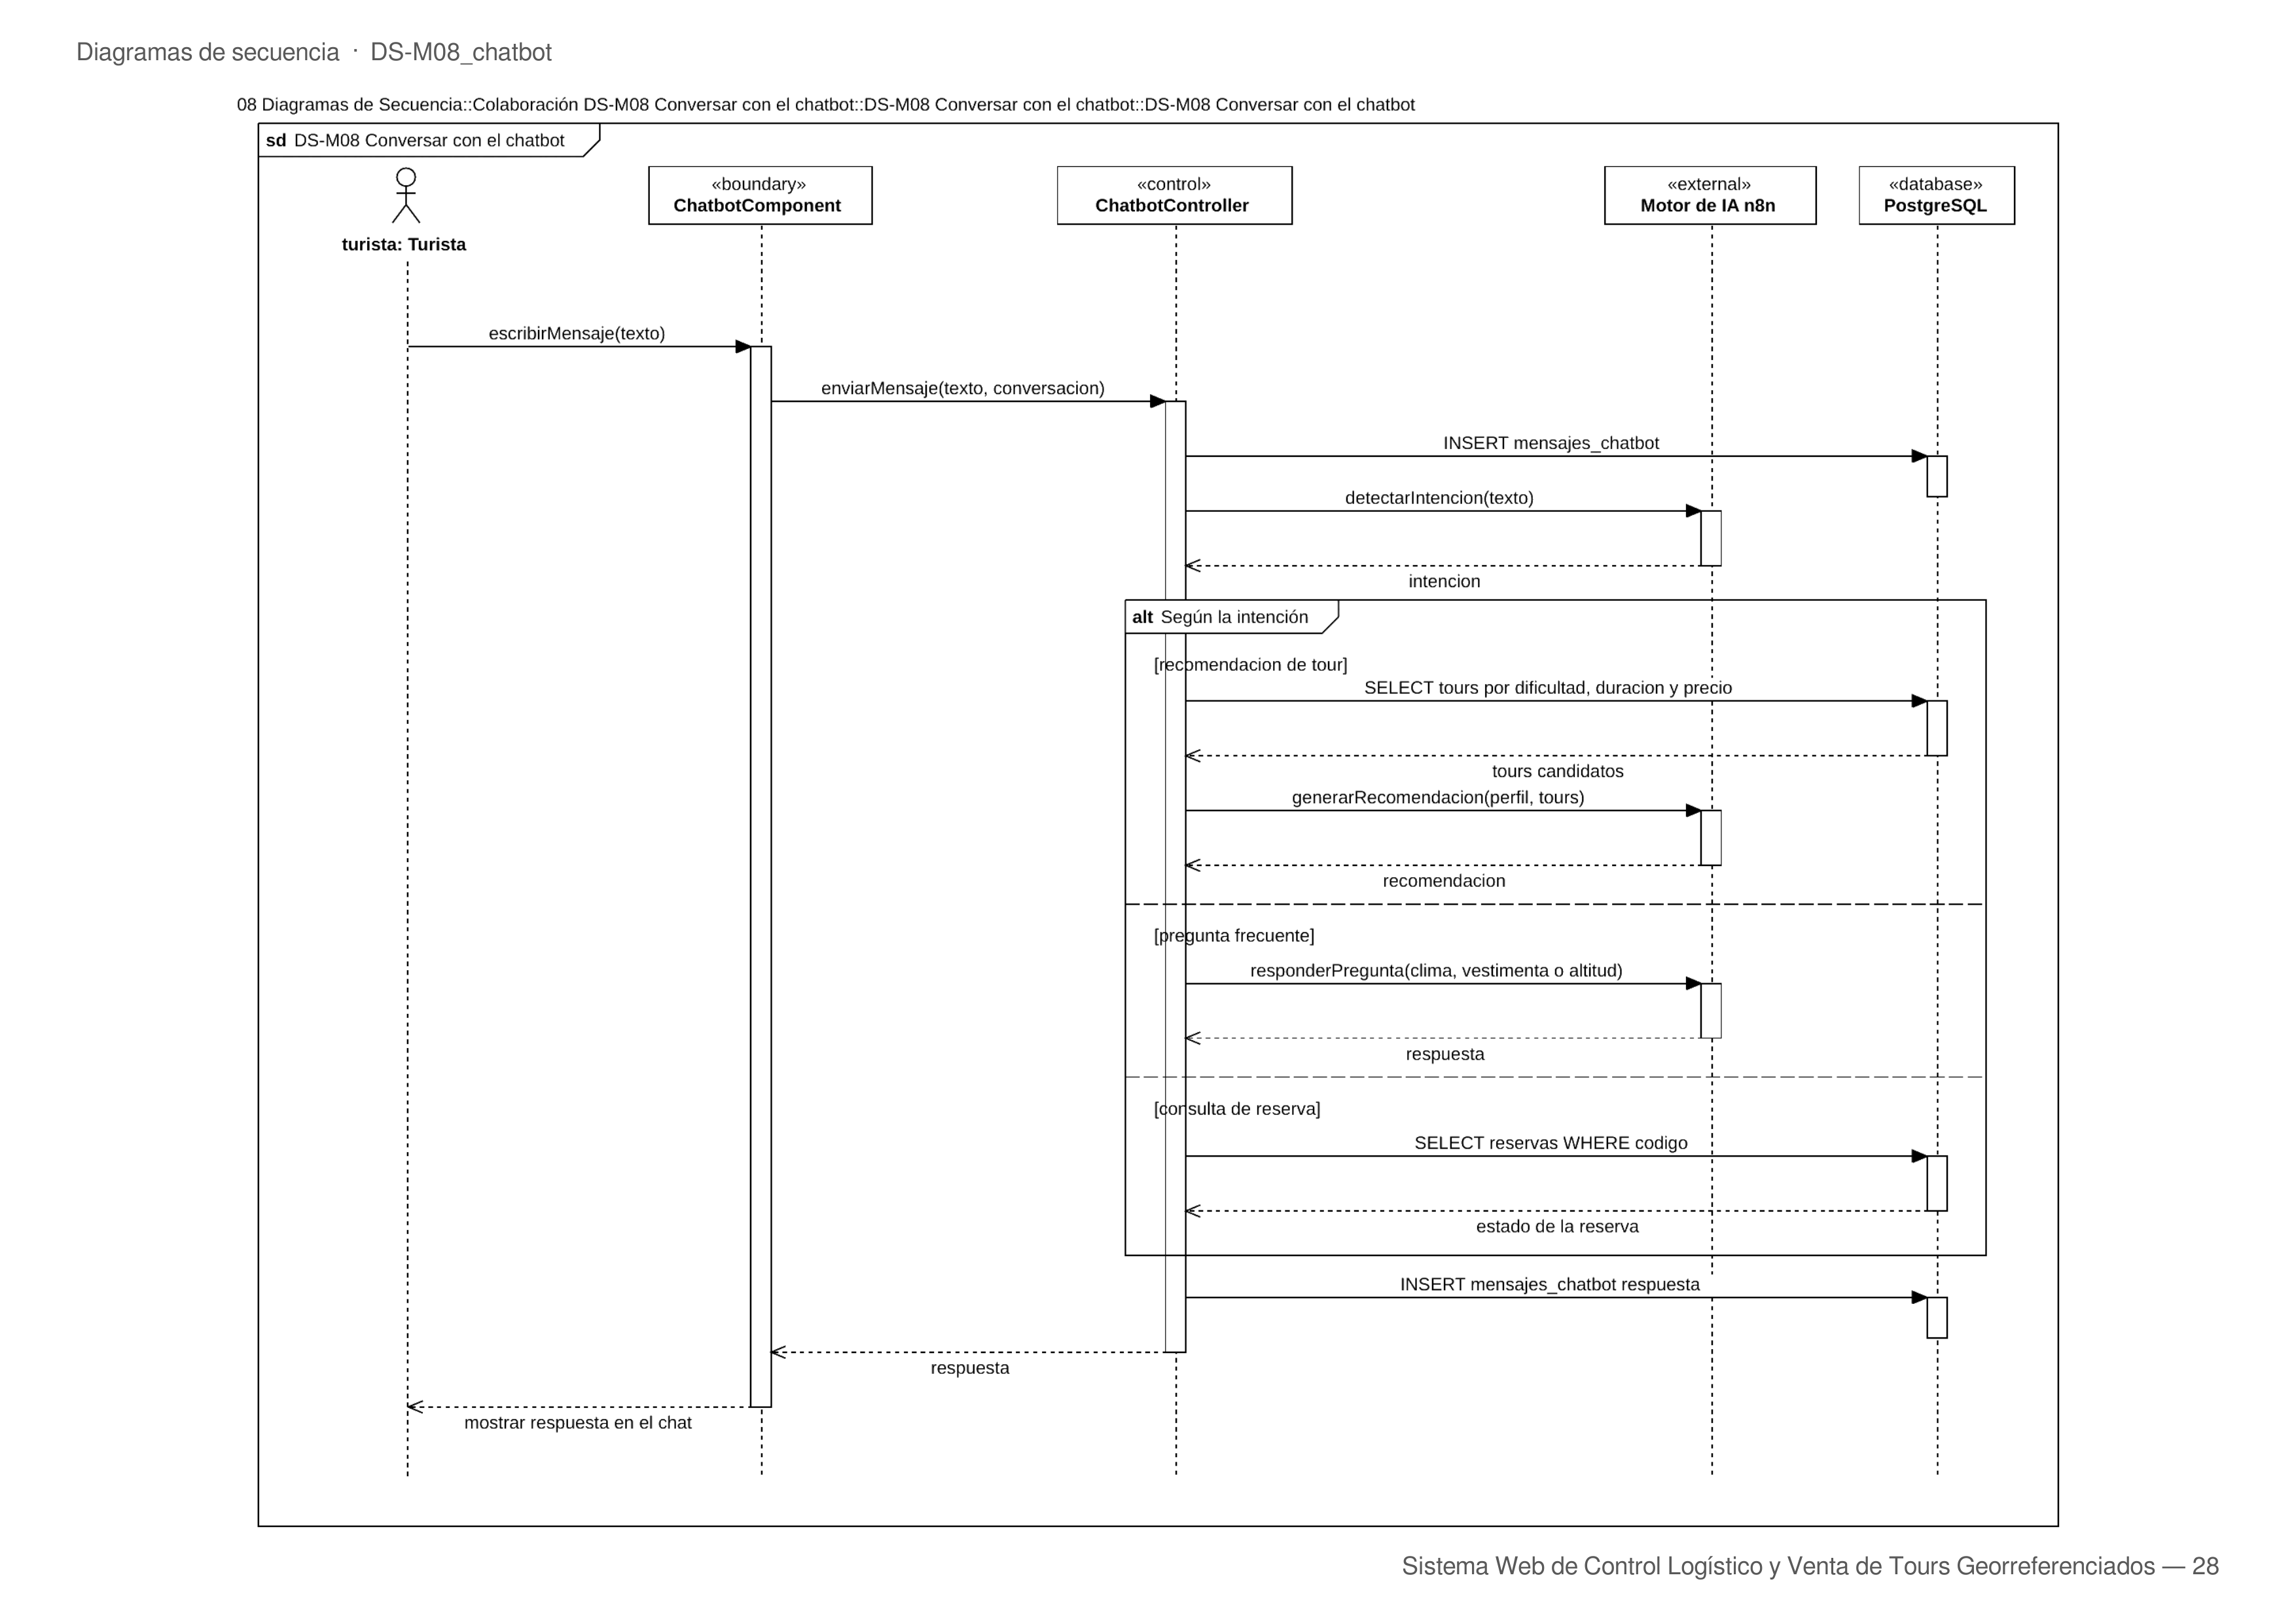 Diagramas de secuencia · DS-M08_chatbot
08 Diagramas de Secuencia::Colaboración DS-M08 Conversar con el chatbot::DS-M08 Conversar con el chatbot::DS-M08 Conversar con el chatbot
sd DS-M08 Conversar con el chatbot
turista: Turista
«boundary»
ChatbotComponent
«control»
ChatbotController
«external»
Motor de IA n8n
«database»
PostgreSQL
escribirMensaje(texto)
enviarMensaje(texto, conversacion)
INSERT mensajes_chatbot
detectarIntencion(texto)
intencion
alt Según la intención
[recomendacion de tour]
SELECT tours por dificultad, duracion y precio
tours candidatos
generarRecomendacion(perfil, tours)
recomendacion
[pregunta frecuente]
responderPregunta(clima, vestimenta o altitud)
respuesta
[consulta de reserva]
SELECT reservas WHERE codigo
estado de la reserva
INSERT mensajes_chatbot respuesta
respuesta
mostrar respuesta en el chat
Sistema Web de Control Logístico y Venta de Tours Georreferenciados — 28